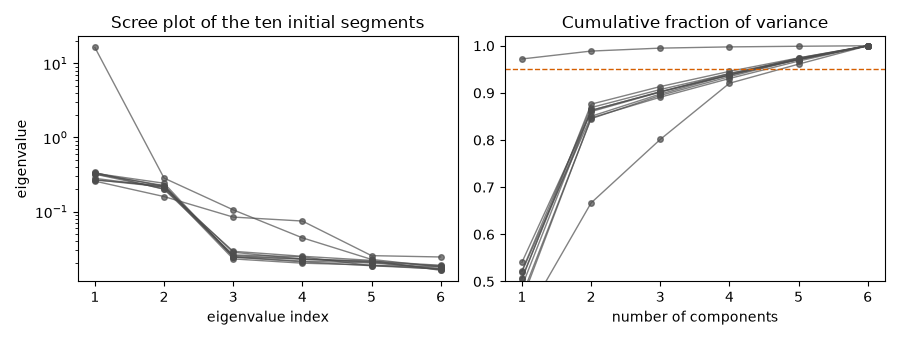 Scree plot of the ten initial segments
eigenvalue
10¹
10⁰
10⁻¹
1 2 3 4 5 6
eigenvalue index
Cumulative fraction of variance
1.0
0.9
0.8
0.7
0.6
0.5
1 2 3 4 5 6
number of components